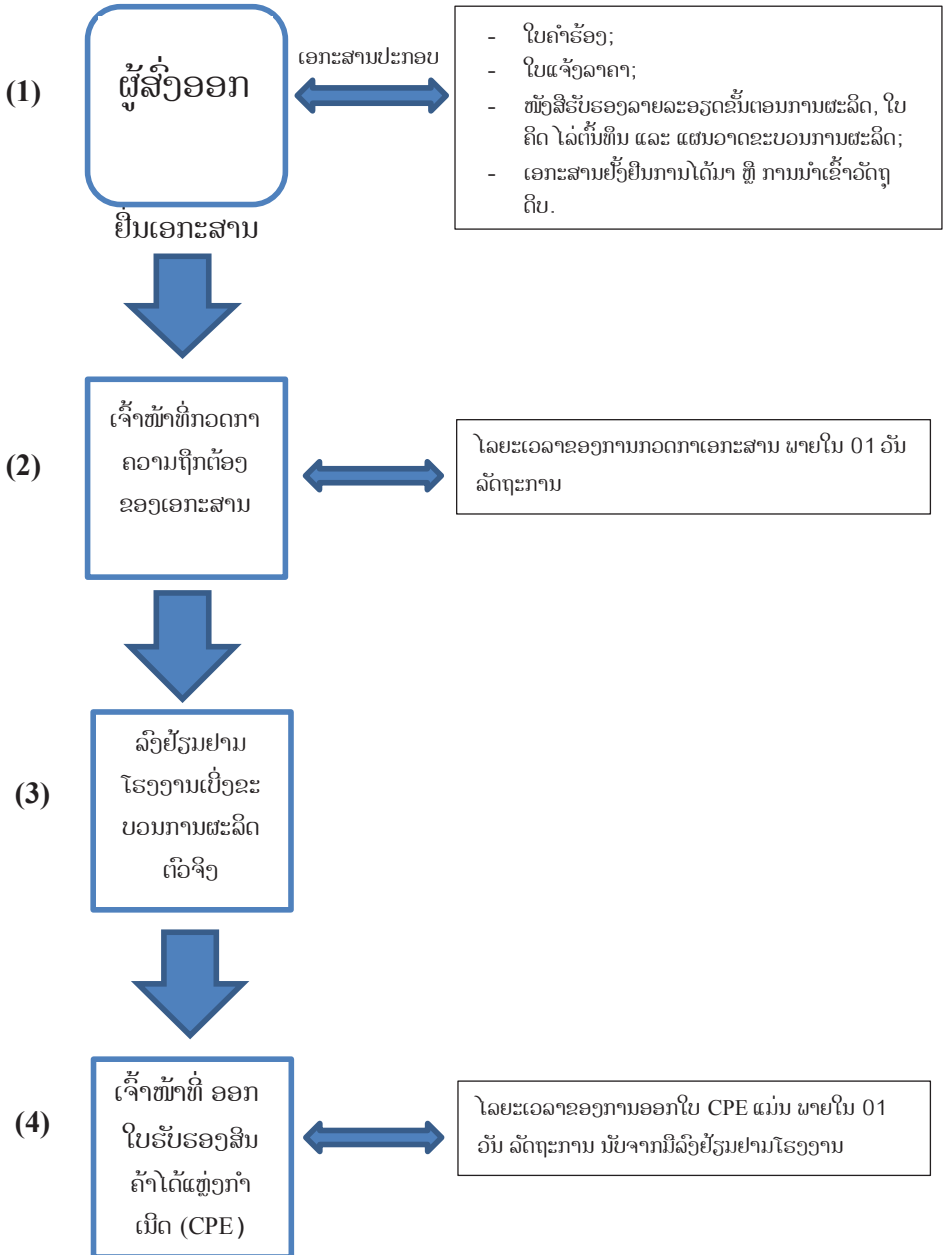 (1)
ຜູ້ສົ່ງອອກ
ເອກະສານປະກອບ
- ໃບຄຳຮ້ອງ;
- ໃບແຈ້ງລາຄາ;
- ໜັງສືຮັບຮອງລາຍລະອຽດຂັ້ນຕອນການຜະລິດ, ໃບ
ຄິດ ໄລ່ຕົ້ນທຶນ ແລະ ແຜນວາດຂະບວນການຜະລິດ;
- ເອກະສານຢັ້ງຢືນການໄດ້ມາ ຫຼື ການນຳເຂົ້າວັດຖຸ
ດິບ.
ຢື່ນເອກະສານ
(2)
ເຈົ້າໜ້າທີ່ກວດກາ
ຄວາມຖືກຕ້ອງ
ຂອງເອກະສານ
ໄລຍະເວລາຂອງການກວດກາເອກະສານ ພາຍໃນ 01 ວັນ
ລັດຖະການ
(3)
ລົງຢ້ຽມຢາມ
ໂຮງງານເບິ່ງຂະ
ບວນການຜະລິດ
ຕົວຈິງ
(4)
ເຈົ້າໜ້າທີ່ ອອກ
ໃບຮັບຮອງສິນ
ຄ້າໄດ້ແຫຼ່ງກຳ
ເນີດ (CPE)
ໄລຍະເວລາຂອງການອອກໃບ CPE ແມ່ນ ພາຍໃນ 01
ວັນ ລັດຖະການ ນັບຈາກມື້ລົງຢ້ຽມຢາມໂຮງງານ